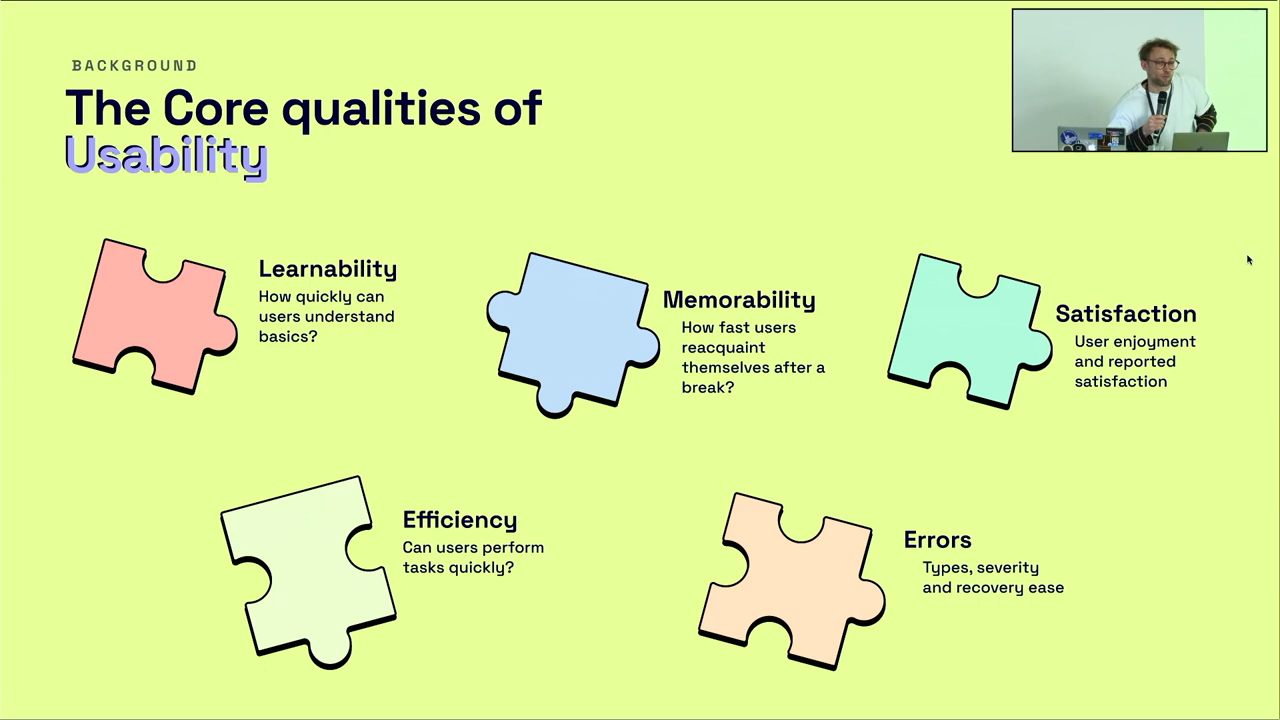 BACKGROUND
The Core qualities of
Usability
Learnability
How quickly can
users understand
basics?
Memorability
How fast users
reacquaint
themselves after a
break?
Satisfaction
User enjoyment
and reported
satisfaction
Efficiency
Can users perform
tasks quickly?
Errors
Types, severity
and recovery ease